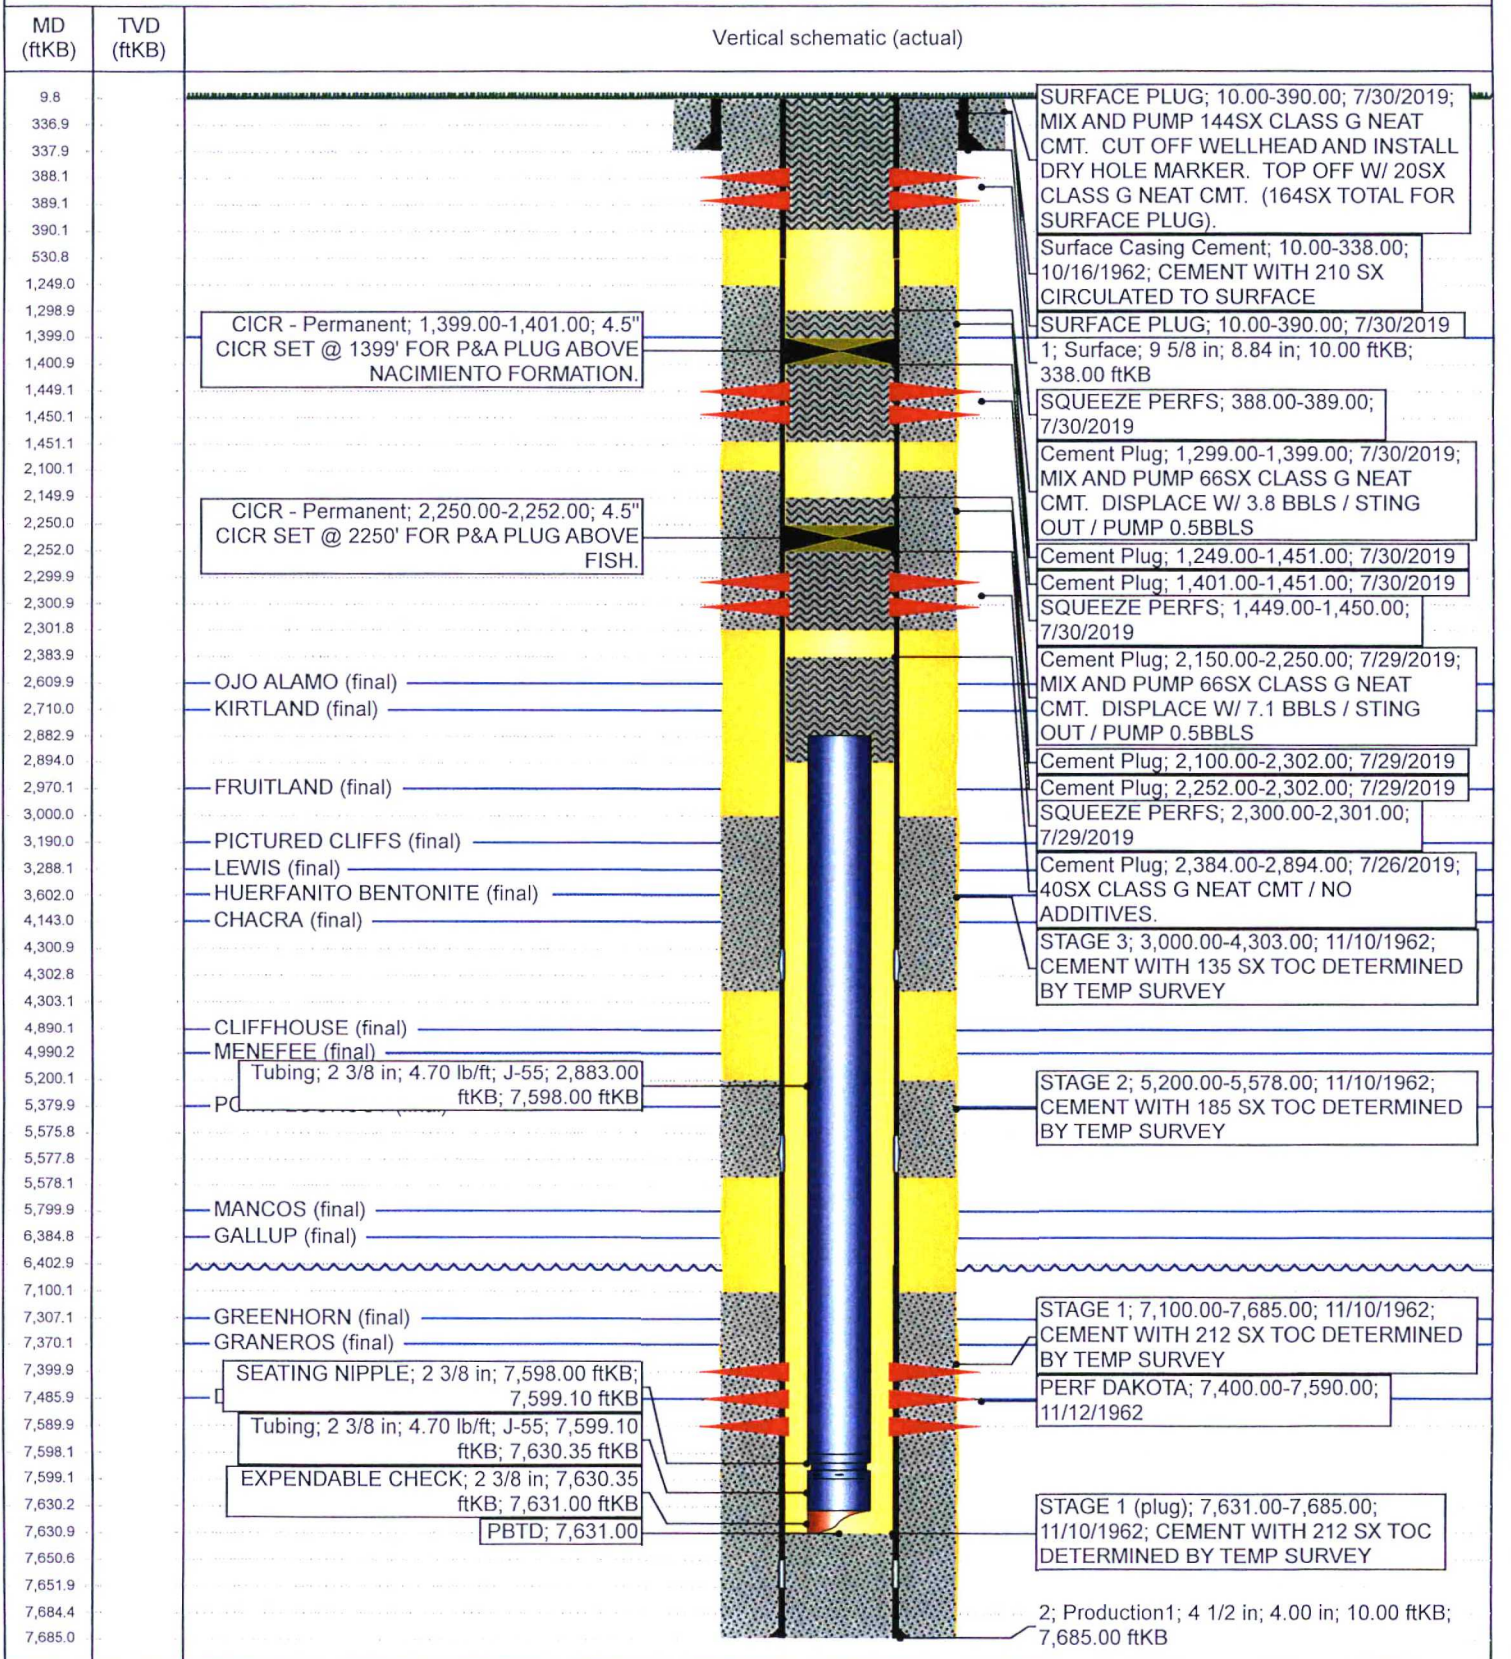 MD
(ftKB)
TVD
(ftKB)
Vertical schematic (actual)
9.8
336.9
337.9
388.1
389.1
390.1
530.8
1,249.0
1,298.9
1,399.0
1,400.9
1,449.1
1,450.1
1,451.1
2,100.1
2,149.9
2,250.0
2,252.0
2,299.9
2,300.9
2,301.8
2,383.9
2,609.9
2,710.0
2,882.9
2,894.0
2,970.1
3,000.0
3,190.0
3,288.1
3,602.0
4,143.0
4,300.9
4,302.8
4,303.1
4,890.1
4,990.2
5,200.1
5,379.9
5,575.8
5,577.8
5,578.1
5,799.9
6,384.8
6,402.9
7,100.1
7,307.1
7,370.1
7,399.9
7,485.9
7,589.9
7,598.1
7,599.1
7,630.2
7,630.9
7,650.6
7,651.9
7,684.4
7,685.0
CICR - Permanent; 1,399.00-1,401.00; 4.5"
CICR SET @ 1399' FOR P&A PLUG ABOVE
NACIMIENTO FORMATION.
CICR - Permanent; 2,250.00-2,252.00; 4.5"
CICR SET @ 2250' FOR P&A PLUG ABOVE
FISH.
OJO ALAMO (final)
KIRTLAND (final)
FRUITLAND (final)
PICTURED CLIFFS (final)
LEWIS (final)
HUERFANITO BENTONITE (final)
CHACRA (final)
CLIFFHOUSE (final)
MENEFEE (final)
Tubing; 2 3/8 in; 4.70 lb/ft; J-55; 2,883.00
ftKB; 7,598.00 ftKB
MANCOS (final)
GALLUP (final)
GREENHORN (final)
GRANEROS (final)
SEATING NIPPLE; 2 3/8 in; 7,598.00 ftKB;
7,599.10 ftKB
Tubing; 2 3/8 in; 4.70 lb/ft; J-55; 7,599.10
ftKB; 7,630.35 ftKB
EXPENDABLE CHECK; 2 3/8 in; 7,630.35
ftKB; 7,631.00 ftKB
PBTD; 7,631.00
SURFACE PLUG; 10.00-390.00; 7/30/2019;
MIX AND PUMP 144SX CLASS G NEAT
CMT. CUT OFF WELLHEAD AND INSTALL
DRY HOLE MARKER. TOP OFF W/ 20SX
CLASS G NEAT CMT. (164SX TOTAL FOR
SURFACE PLUG).
Surface Casing Cement; 10.00-338.00;
10/16/1962; CEMENT WITH 210 SX
CIRCULATED TO SURFACE
SURFACE PLUG; 10.00-390.00; 7/30/2019
1; Surface; 9 5/8 in; 8.84 in; 10.00 ftKB;
338.00 ftKB
SQUEEZE PERFS; 388.00-389.00;
7/30/2019
Cement Plug; 1,299.00-1,399.00; 7/30/2019;
MIX AND PUMP 66SX CLASS G NEAT
CMT. DISPLACE W/ 3.8 BBLS / STING
OUT / PUMP 0.5BBLS
Cement Plug; 1,249.00-1,451.00; 7/30/2019
Cement Plug; 1,401.00-1,451.00; 7/30/2019
SQUEEZE PERFS; 1,449.00-1,450.00;
7/30/2019
Cement Plug; 2,150.00-2,250.00; 7/29/2019;
MIX AND PUMP 66SX CLASS G NEAT
CMT. DISPLACE W/ 7.1 BBLS / STING
OUT / PUMP 0.5BBLS
Cement Plug; 2,100.00-2,302.00; 7/29/2019
Cement Plug; 2,252.00-2,302.00; 7/29/2019
SQUEEZE PERFS; 2,300.00-2,301.00;
7/29/2019
Cement Plug; 2,384.00-2,894.00; 7/26/2019;
40SX CLASS G NEAT CMT / NO
ADDITIVES.
STAGE 3; 3,000.00-4,303.00; 11/10/1962;
CEMENT WITH 135 SX TOC DETERMINED
BY TEMP SURVEY
STAGE 2; 5,200.00-5,578.00; 11/10/1962;
CEMENT WITH 185 SX TOC DETERMINED
BY TEMP SURVEY
STAGE 1; 7,100.00-7,685.00; 11/10/1962;
CEMENT WITH 212 SX TOC DETERMINED
BY TEMP SURVEY
PERF DAKOTA; 7,400.00-7,590.00;
11/12/1962
STAGE 1 (plug); 7,631.00-7,685.00;
11/10/1962; CEMENT WITH 212 SX TOC
DETERMINED BY TEMP SURVEY
2; Production1; 4 1/2 in; 4.00 in; 10.00 ftKB;
7,685.00 ftKB